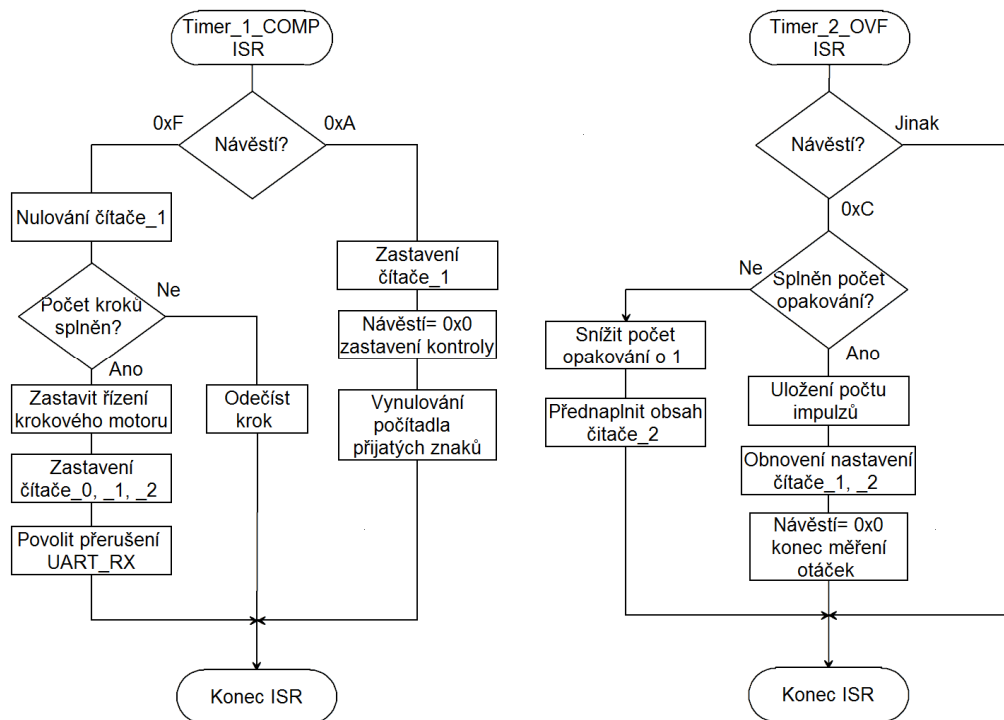 Timer_1_COMP
ISR
0xF
0xA
Návěstí?
Nulování čítače_1
Počet kroků
splněn?
Ne
Ano
Zastavit řízení
krokového motoru
Zastavení
čítače_0, _1, _2
Povolit přerušení
UART_RX
Odečíst
krok
Zastavení
čítače_1
Návěstí= 0x0
zastavení kontroly
Vynulování
počítadla
přijatých znaků
Konec ISR
Timer_2_OVF
ISR
Návěstí?
Jinak
0xC
Splněn počet
opakování?
Ne
Ano
Snížit počet
opakování o 1
Přednaplnit obsah
čitače_2
Uložení počtu
impulzů
Obnovení nastavení
čítače_1, _2
Návěstí= 0x0
konec měření
otáček
Konec ISR